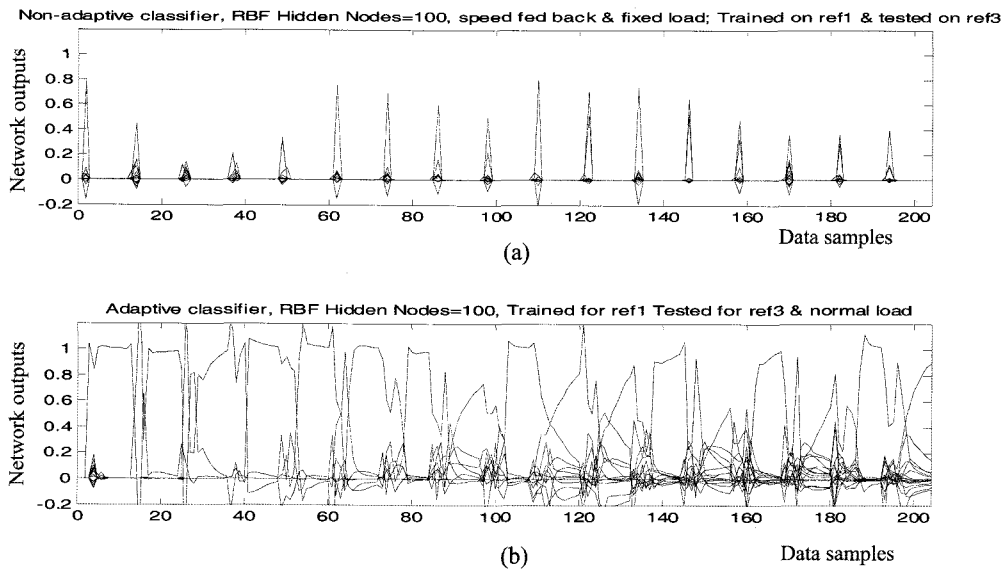 Non-adaptive classifier, RBF Hidden Nodes=100, speed fed back & fixed load; Trained on ref1 & tested on ref3
Network outputs
1
0.8
0.6
0.4
0.2
0
-0.2
0 20 40 60 80 100 120 140 160 180 200
Data samples
(a)
Adaptive classifier, RBF Hidden Nodes=100, Trained for ref1 Tested for ref3 & normal load
Network outputs
1
0.8
0.6
0.4
0.2
0
-0.2
0 20 40 60 80 100 120 140 160 180 200
Data samples
(b)